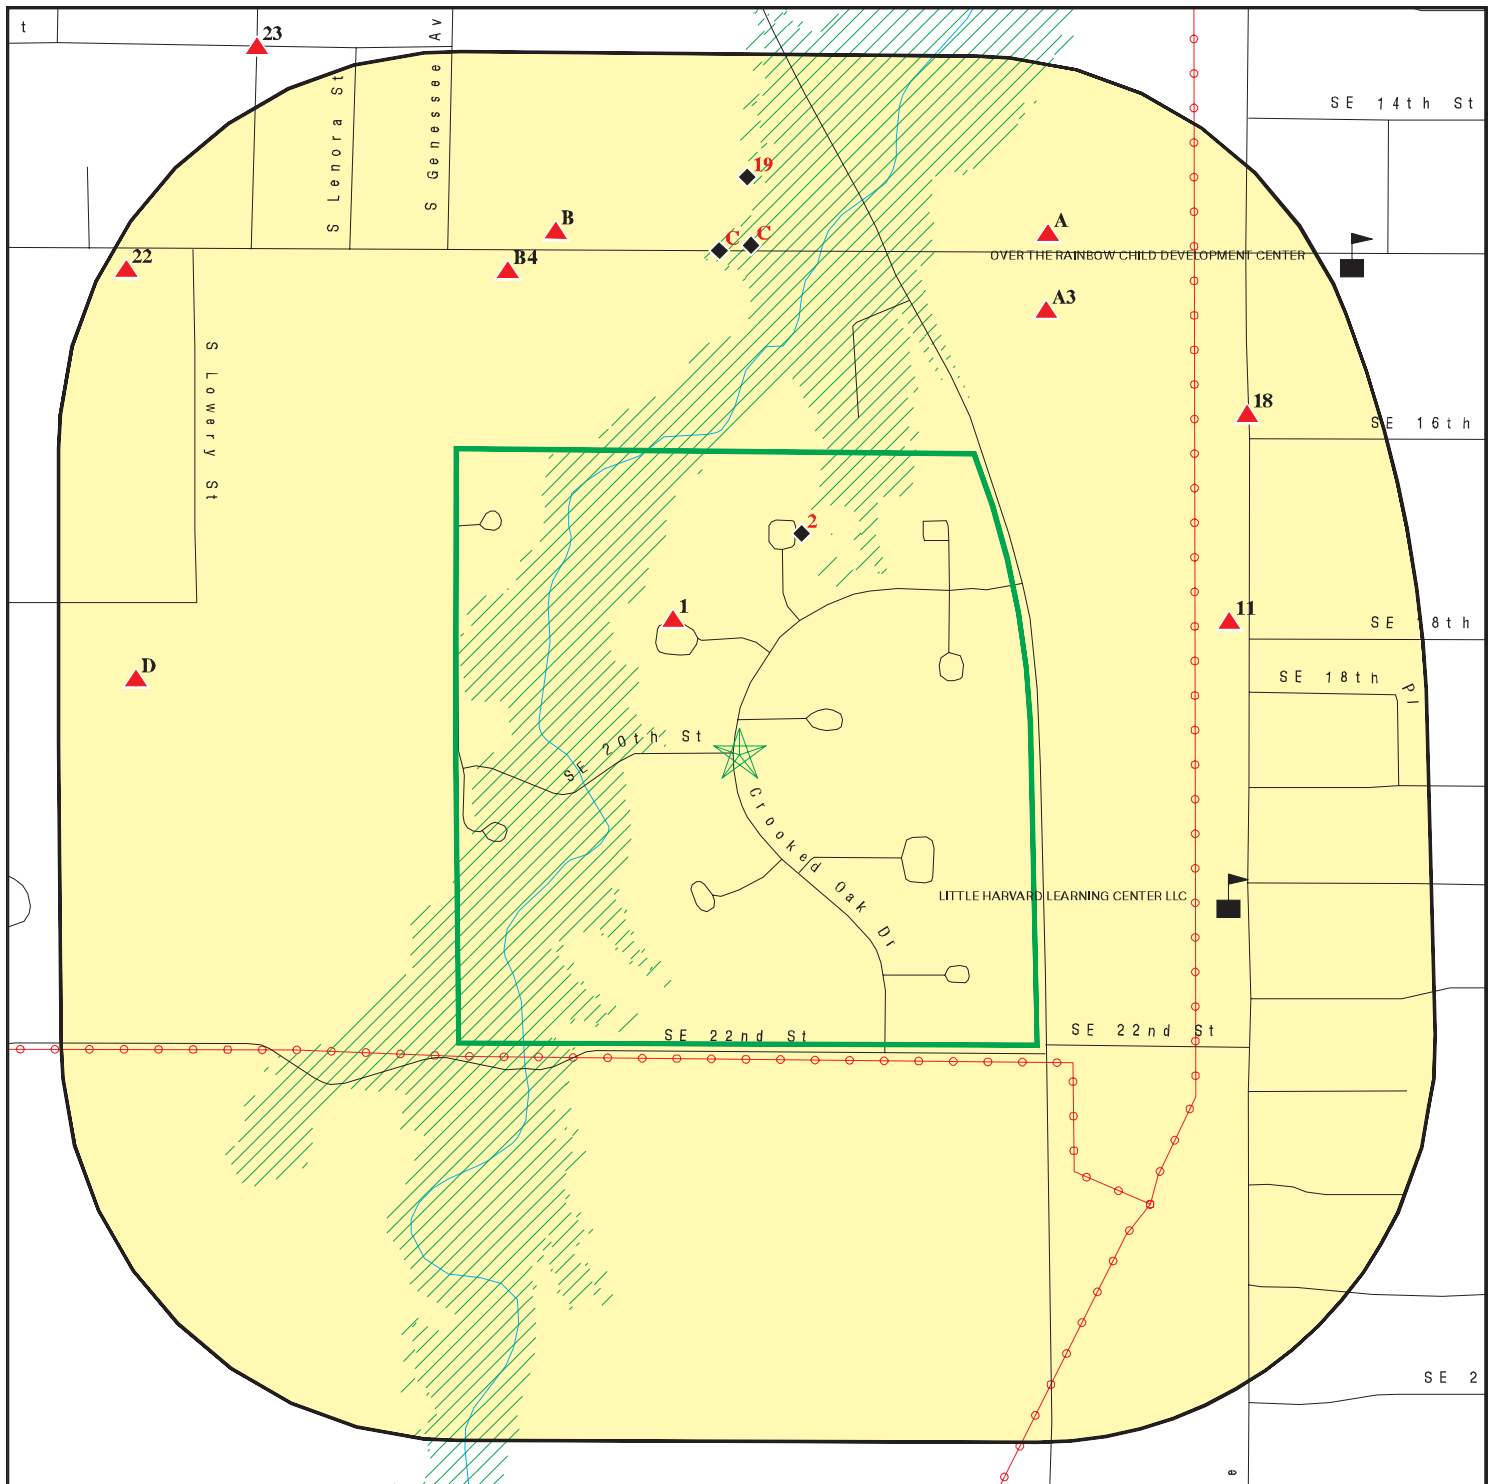 t
23
S Genessee Av
S Lenora St
SE 14th St
19
B
A
C
C
OVER THE RAINBOW CHILD DEVELOPMENT CENTER
B4
22
A3
S Lowery St
18
SE 16th
2
1
11
SE 18th
D
SE 18th
Pl
SE 20th St
Crooked Oak Dr
LITTLE HARVARD LEARNING CENTER LLC
SE 22nd St
SE 22nd St
SE 2
e